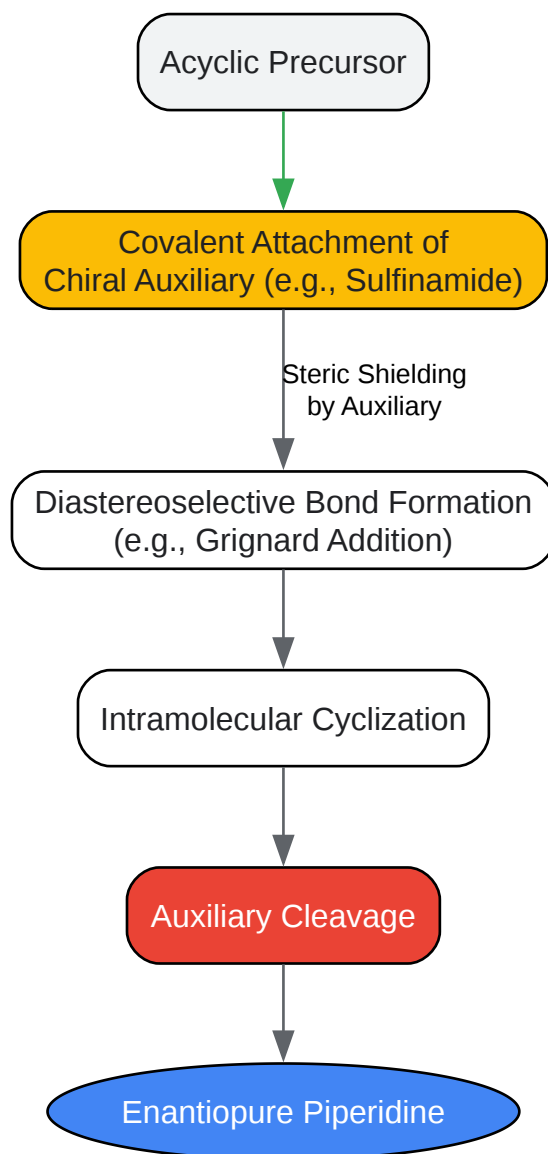 Acyclic Precursor
Covalent Attachment of
Chiral Auxiliary (e.g., Sulfinamide)
Steric Shielding
by Auxiliary
Diastereoselective Bond Formation
(e.g., Grignard Addition)
Intramolecular Cyclization
Auxiliary Cleavage
Enantiopure Piperidine